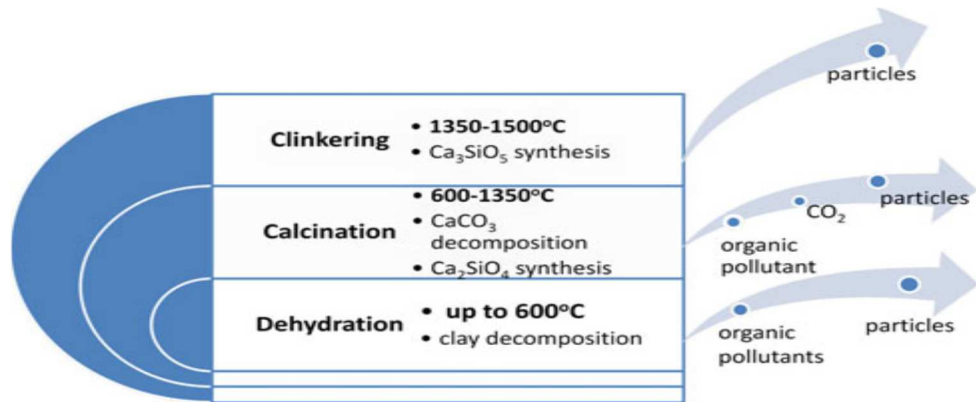 particles
Clinkering
• 1350-1500°C
• Ca₃SiO₅ synthesis
Calcination
• 600-1350°C
• CaCO₃
decomposition
• Ca₂SiO₄ synthesis
organic
pollutant
CO₂
particles
Dehydration
• up to 600°C
• clay decomposition
organic
pollutants
particles